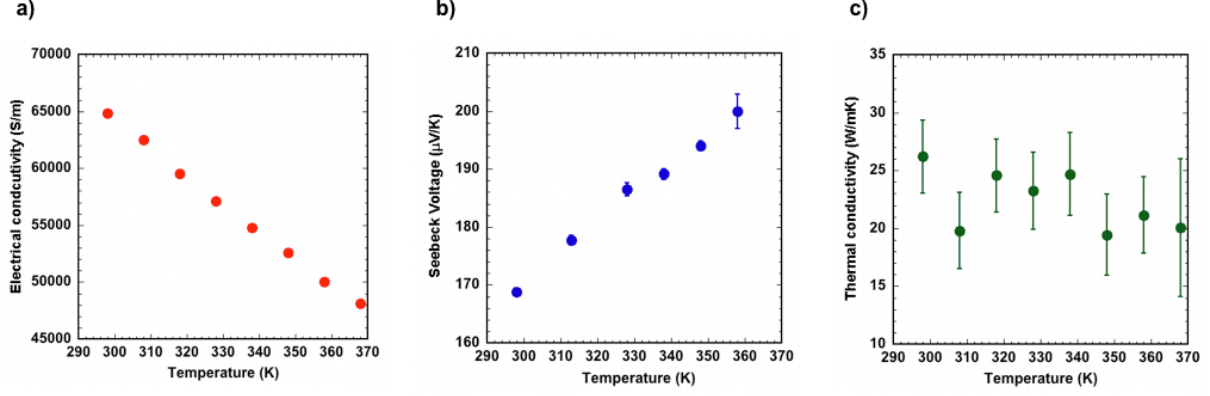 a)
70000
65000
60000
55000
50000
45000
290 300 310 320 330 340 350 360 370
Electrical condcutivity (S/m)
Temperature (K)
b)
210
200
190
180
170
160
290 300 310 320 330 340 350 360 370
Seebeck Voltage (μV/K)
Temperature (K)
c)
35
30
25
20
15
10
290 300 310 320 330 340 350 360 370
Thermal conductivity (W/mK)
Temperature (K)